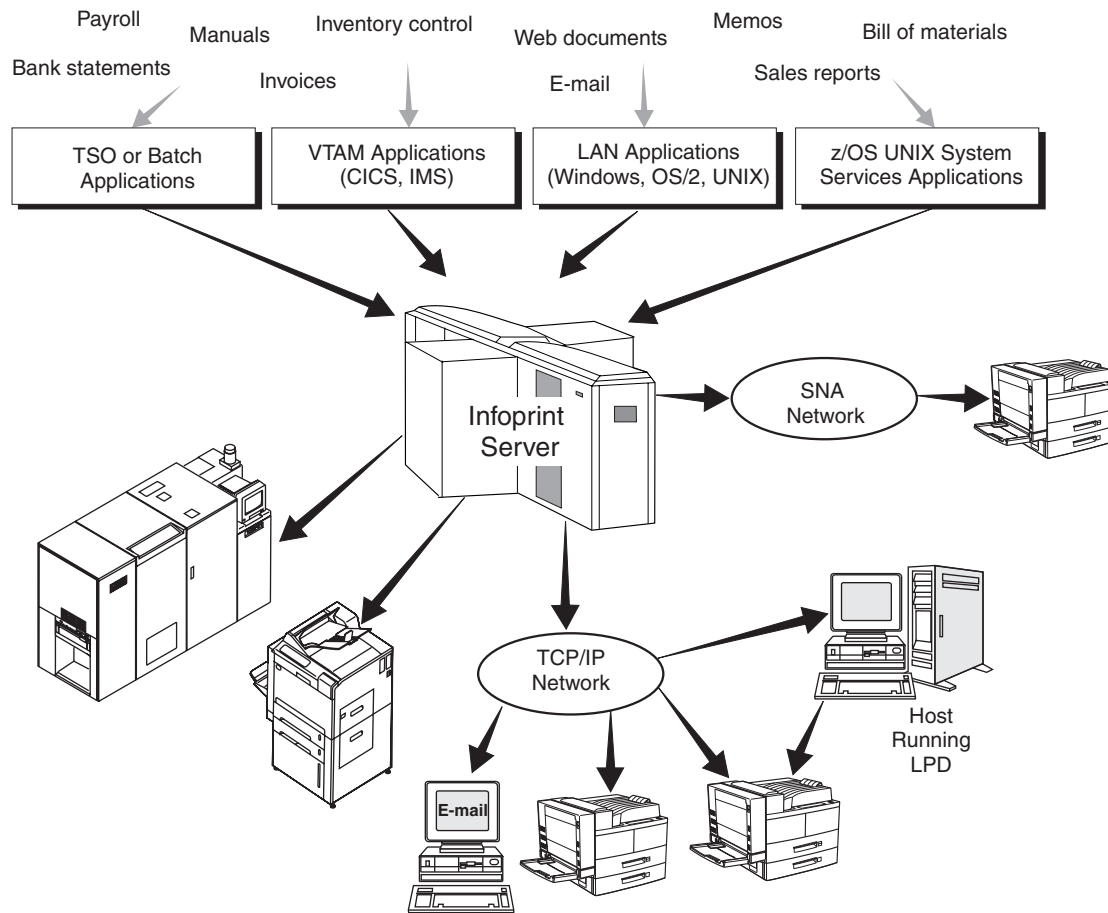 Payroll
Manuals
Inventory control
Web documents
Memos
Bill of materials
Bank statements
Invoices
E-mail
Sales reports
TSO or Batch
Applications
VTAM Applications
(CICS, IMS)
LAN Applications
(Windows, OS/2, UNIX)
z/OS UNIX System
Services Applications
Infoprint
Server
SNA
Network
TCP/IP
Network
Host
Running
LPD
E-mail